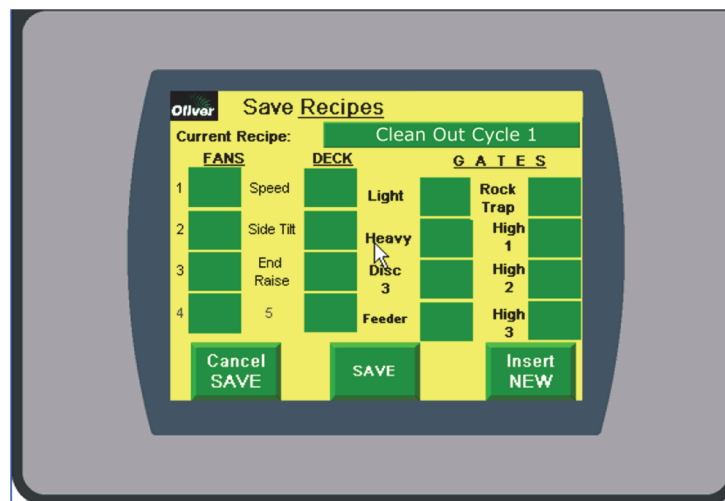 Oliver Save Recipes
Current Recipe: Clean Out Cycle 1
FANS DECK G A T E S
1 Speed Light Rock Trap
2 Side Tilt Heavy High 1
3 End Raise Disc 3 High 2
4 5 Feeder High 3
Cancel SAVE
SAVE
Insert NEW